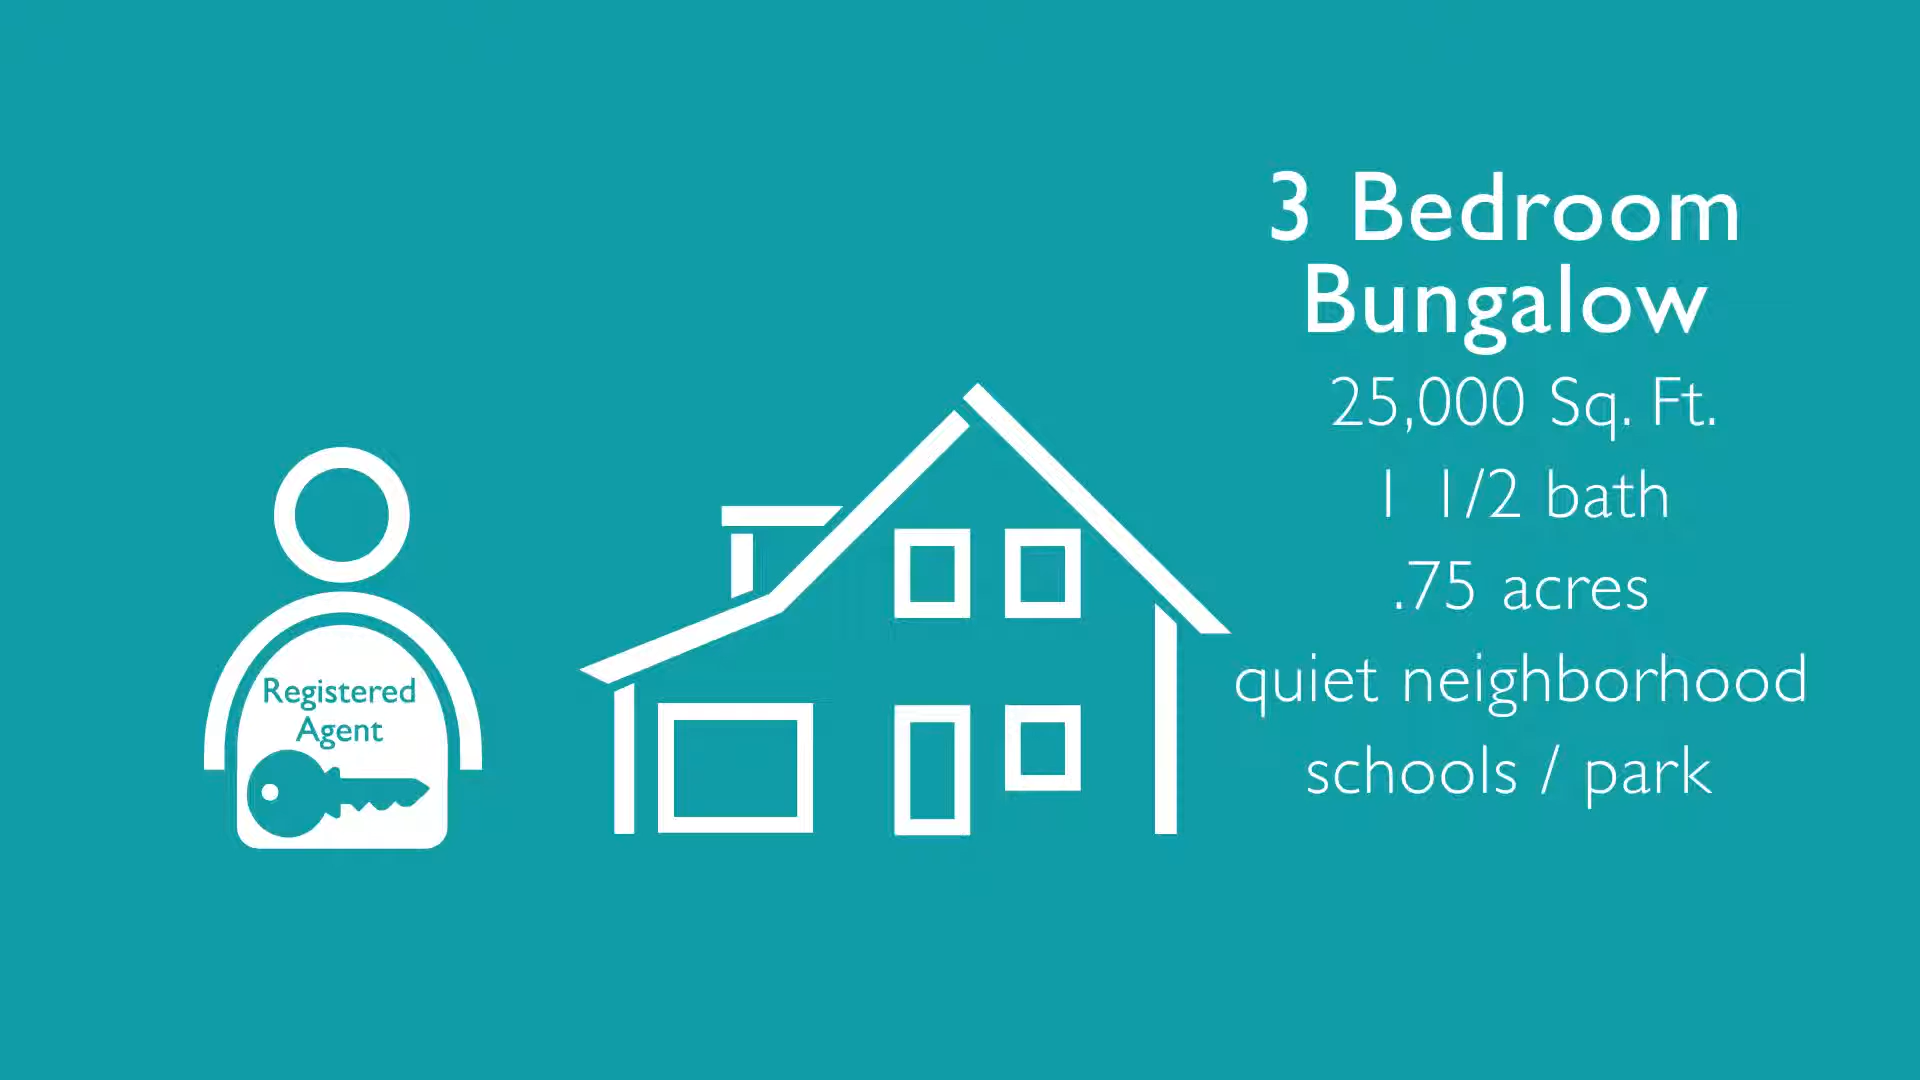 3 Bedroom
Bungalow
25,000 Sq. Ft.
1 1/2 bath
.75 acres
quiet neighborhood
schools / park
Registered
Agent